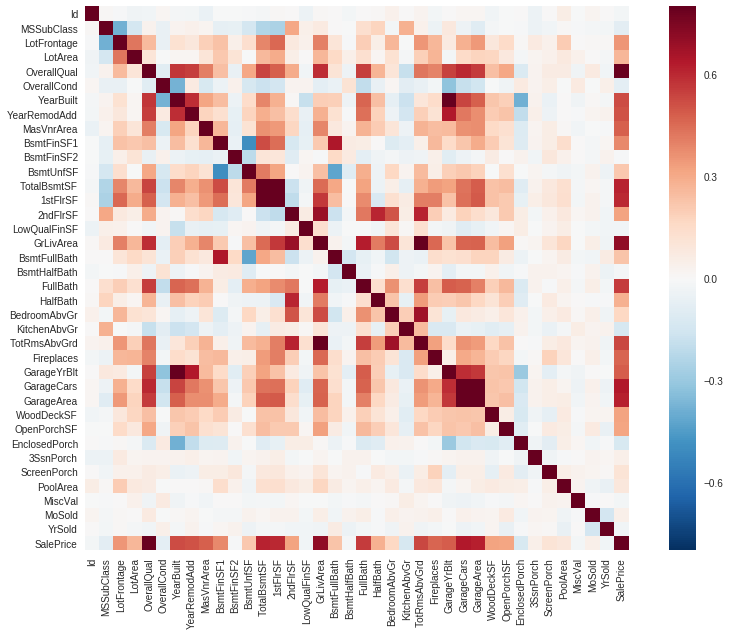 Id
MSSubClass
LotFrontage
LotArea
OverallQual
OverallCond
YearBuilt
YearRemodAdd
MasVnrArea
BsmtFinSF1
BsmtFinSF2
BsmtUnfSF
TotalBsmtSF
1stFlrSF
2ndFlrSF
LowQualFinSF
GrLivArea
BsmtFullBath
BsmtHalfBath
FullBath
HalfBath
BedroomAbvGr
KitchenAbvGr
TotRmsAbvGrd
Fireplaces
GarageYrBlt
GarageCars
GarageArea
WoodDeckSF
OpenPorchSF
EnclosedPorch
3SsnPorch
ScreenPorch
PoolArea
MiscVal
MoSold
YrSold
SalePrice
Id
MSSubClass
LotFrontage
LotArea
OverallQual
OverallCond
YearBuilt
YearRemodAdd
MasVnrArea
BsmtFinSF1
BsmtFinSF2
BsmtUnfSF
TotalBsmtSF
1stFlrSF
2ndFlrSF
LowQualFinSF
GrLivArea
BsmtFullBath
BsmtHalfBath
FullBath
HalfBath
BedroomAbvGr
KitchenAbvGr
TotRmsAbvGrd
Fireplaces
GarageYrBlt
GarageCars
GarageArea
WoodDeckSF
OpenPorchSF
EnclosedPorch
3SsnPorch
ScreenPorch
PoolArea
MiscVal
MoSold
YrSold
SalePrice
0.6
0.3
0.0
−0.3
−0.6